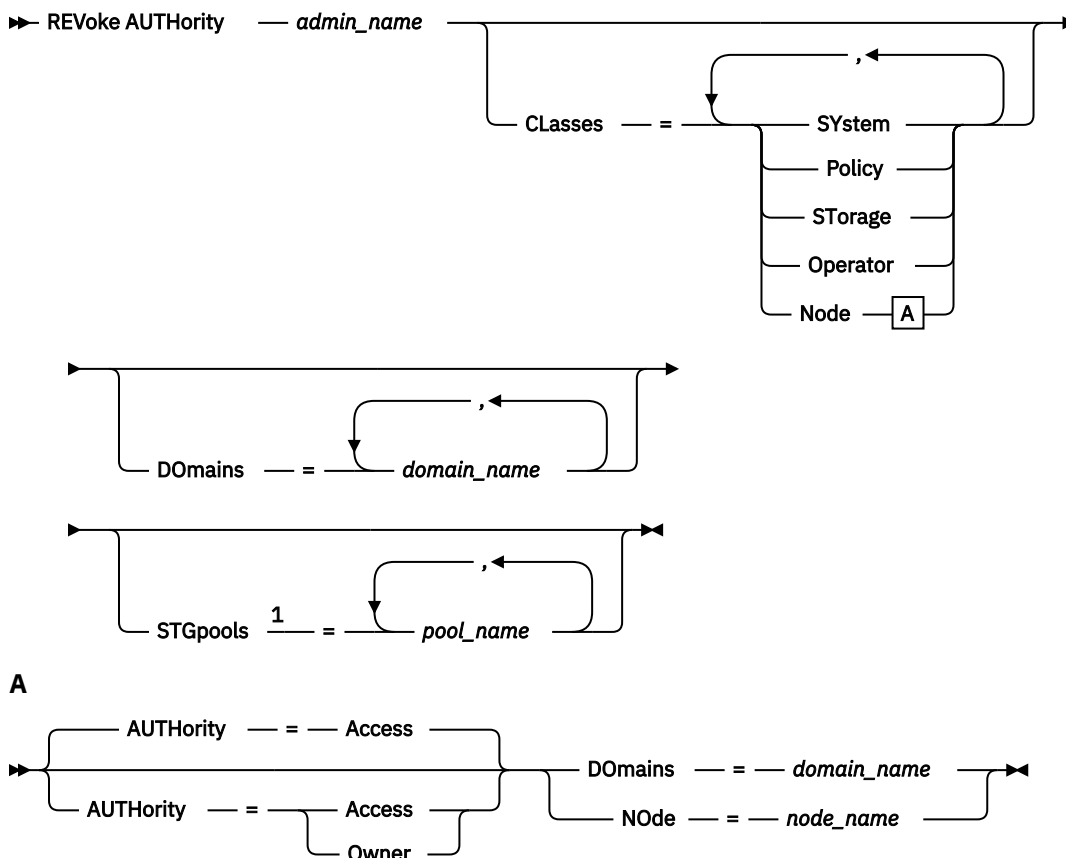 REVoke AUTHority admin_name
,
CLasses = SYstem
Policy
STorage
Operator
Node A
,
DOmains = domain_name
,
STGpools 1 = pool_name
A
AUTHority = Access
DOmains = domain_name
AUTHority = Access
NOde = node_name
Owner